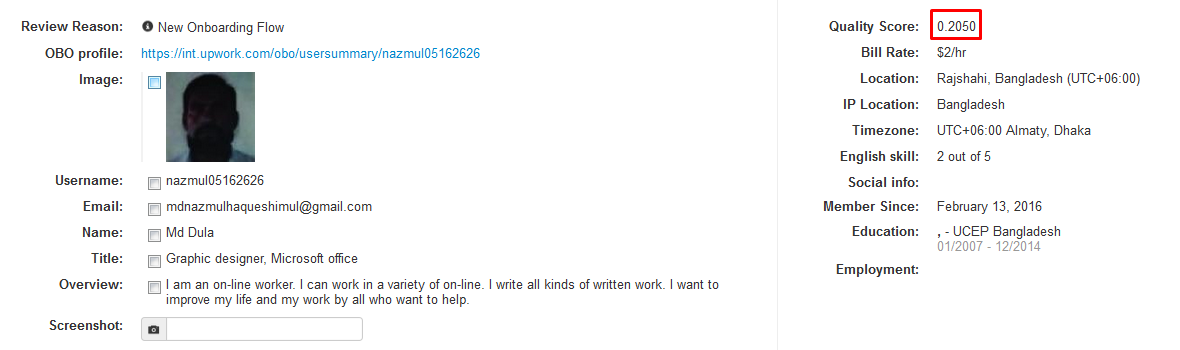 Review Reason: New Onboarding Flow
OBO profile: https://int.upwork.com/obo/usersummary/nazmul05162626
Image:
Username: nazmul05162626
Email: mdnazmulhaqueshimul@gmail.com
Name: Md Dula
Title: Graphic designer, Microsoft office
Overview: I am an on-line worker. I can work in a variety of on-line. I write all kinds of written work. I want to
improve my life and my work by all who want to help.
Screenshot:
Quality Score: 0.2050
Bill Rate: $2/hr
Location: Rajshahi, Bangladesh (UTC+06:00)
IP Location: Bangladesh
Timezone: UTC+06:00 Almaty, Dhaka
English skill: 2 out of 5
Social info:
Member Since: February 13, 2016
Education: , - UCEP Bangladesh
01/2007 - 12/2014
Employment: